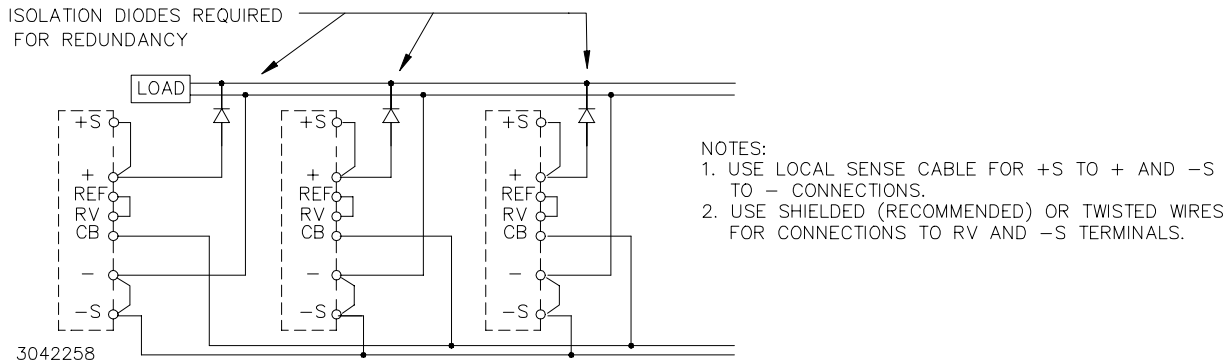 ISOLATION DIODES REQUIRED
FOR REDUNDANCY
LOAD
+S
+
REF
RV
CB
−
−S
+S
+
REF
RV
CB
−
−S
+S
+
REF
RV
CB
−
−S
NOTES:
1. USE LOCAL SENSE CABLE FOR +S TO + AND −S
TO − CONNECTIONS.
2. USE SHIELDED (RECOMMENDED) OR TWISTED WIRES
FOR CONNECTIONS TO RV AND −S TERMINALS.
3042258